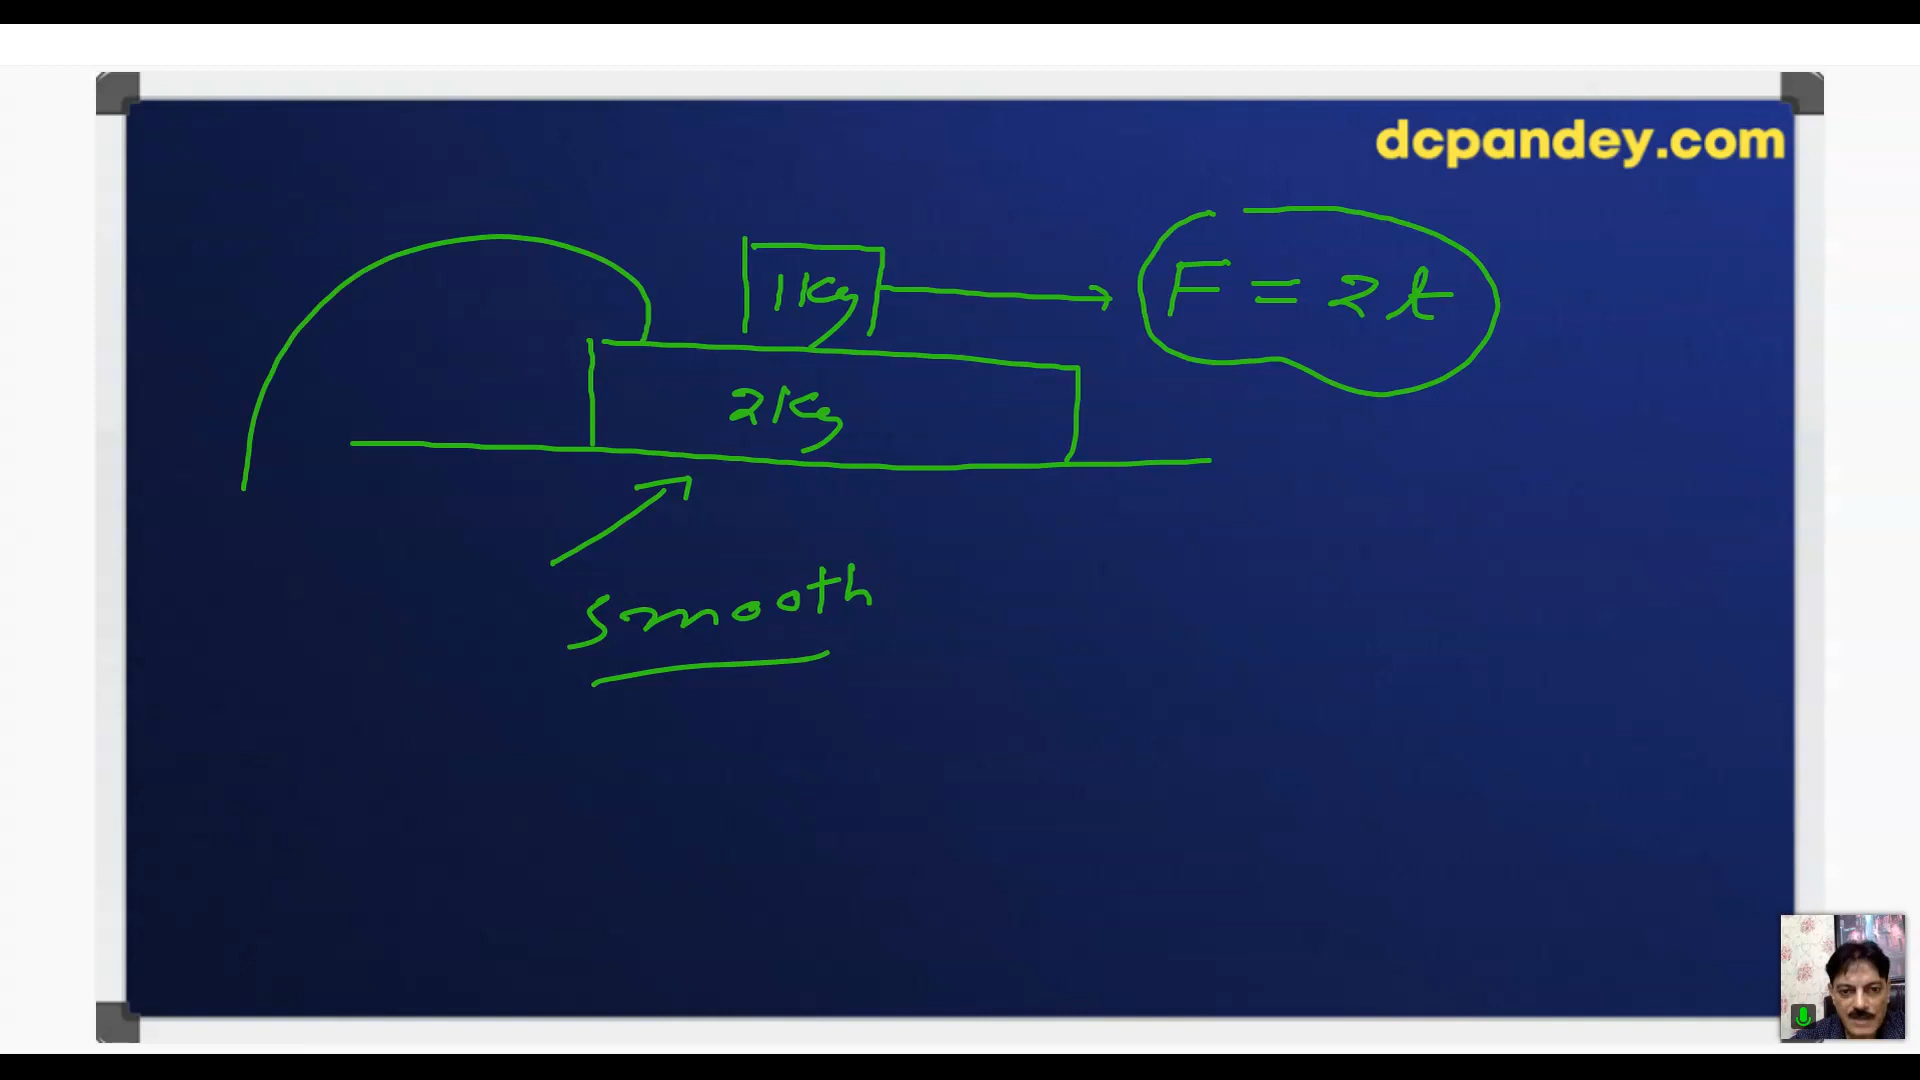 dcpandey.com
1kg
F = 2t
2kg
smooth